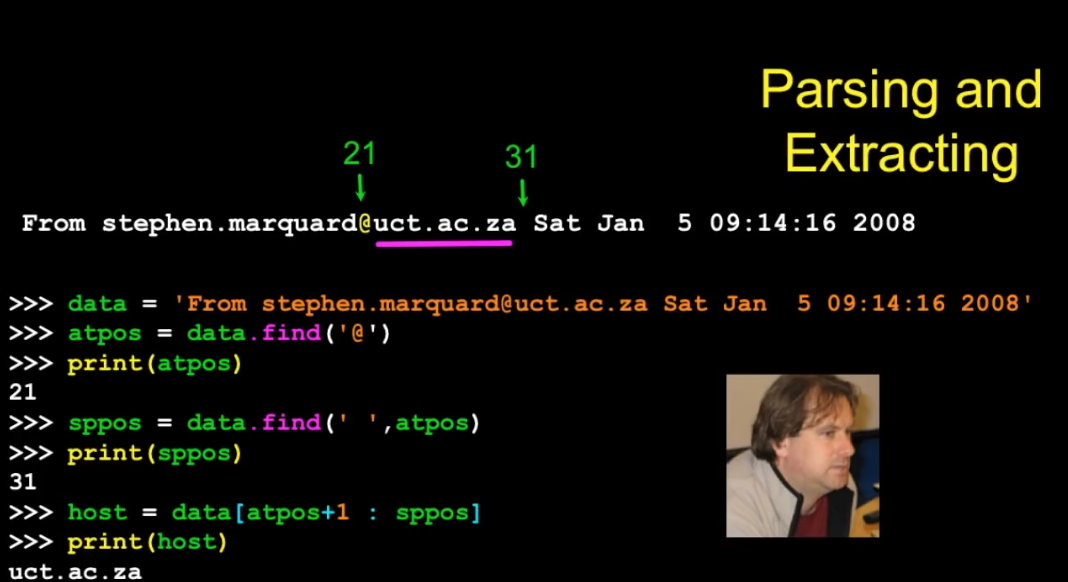 Parsing and
Extracting
21 31
From stephen.marquard@uct.ac.za Sat Jan  5 09:14:16 2008
>>> data = 'From stephen.marquard@uct.ac.za Sat Jan  5 09:14:16 2008'
>>> atpos = data.find('@')
>>> print(atpos)
21
>>> sppos = data.find(' ',atpos)
>>> print(sppos)
31
>>> host = data[atpos+1 : sppos]
>>> print(host)
uct.ac.za